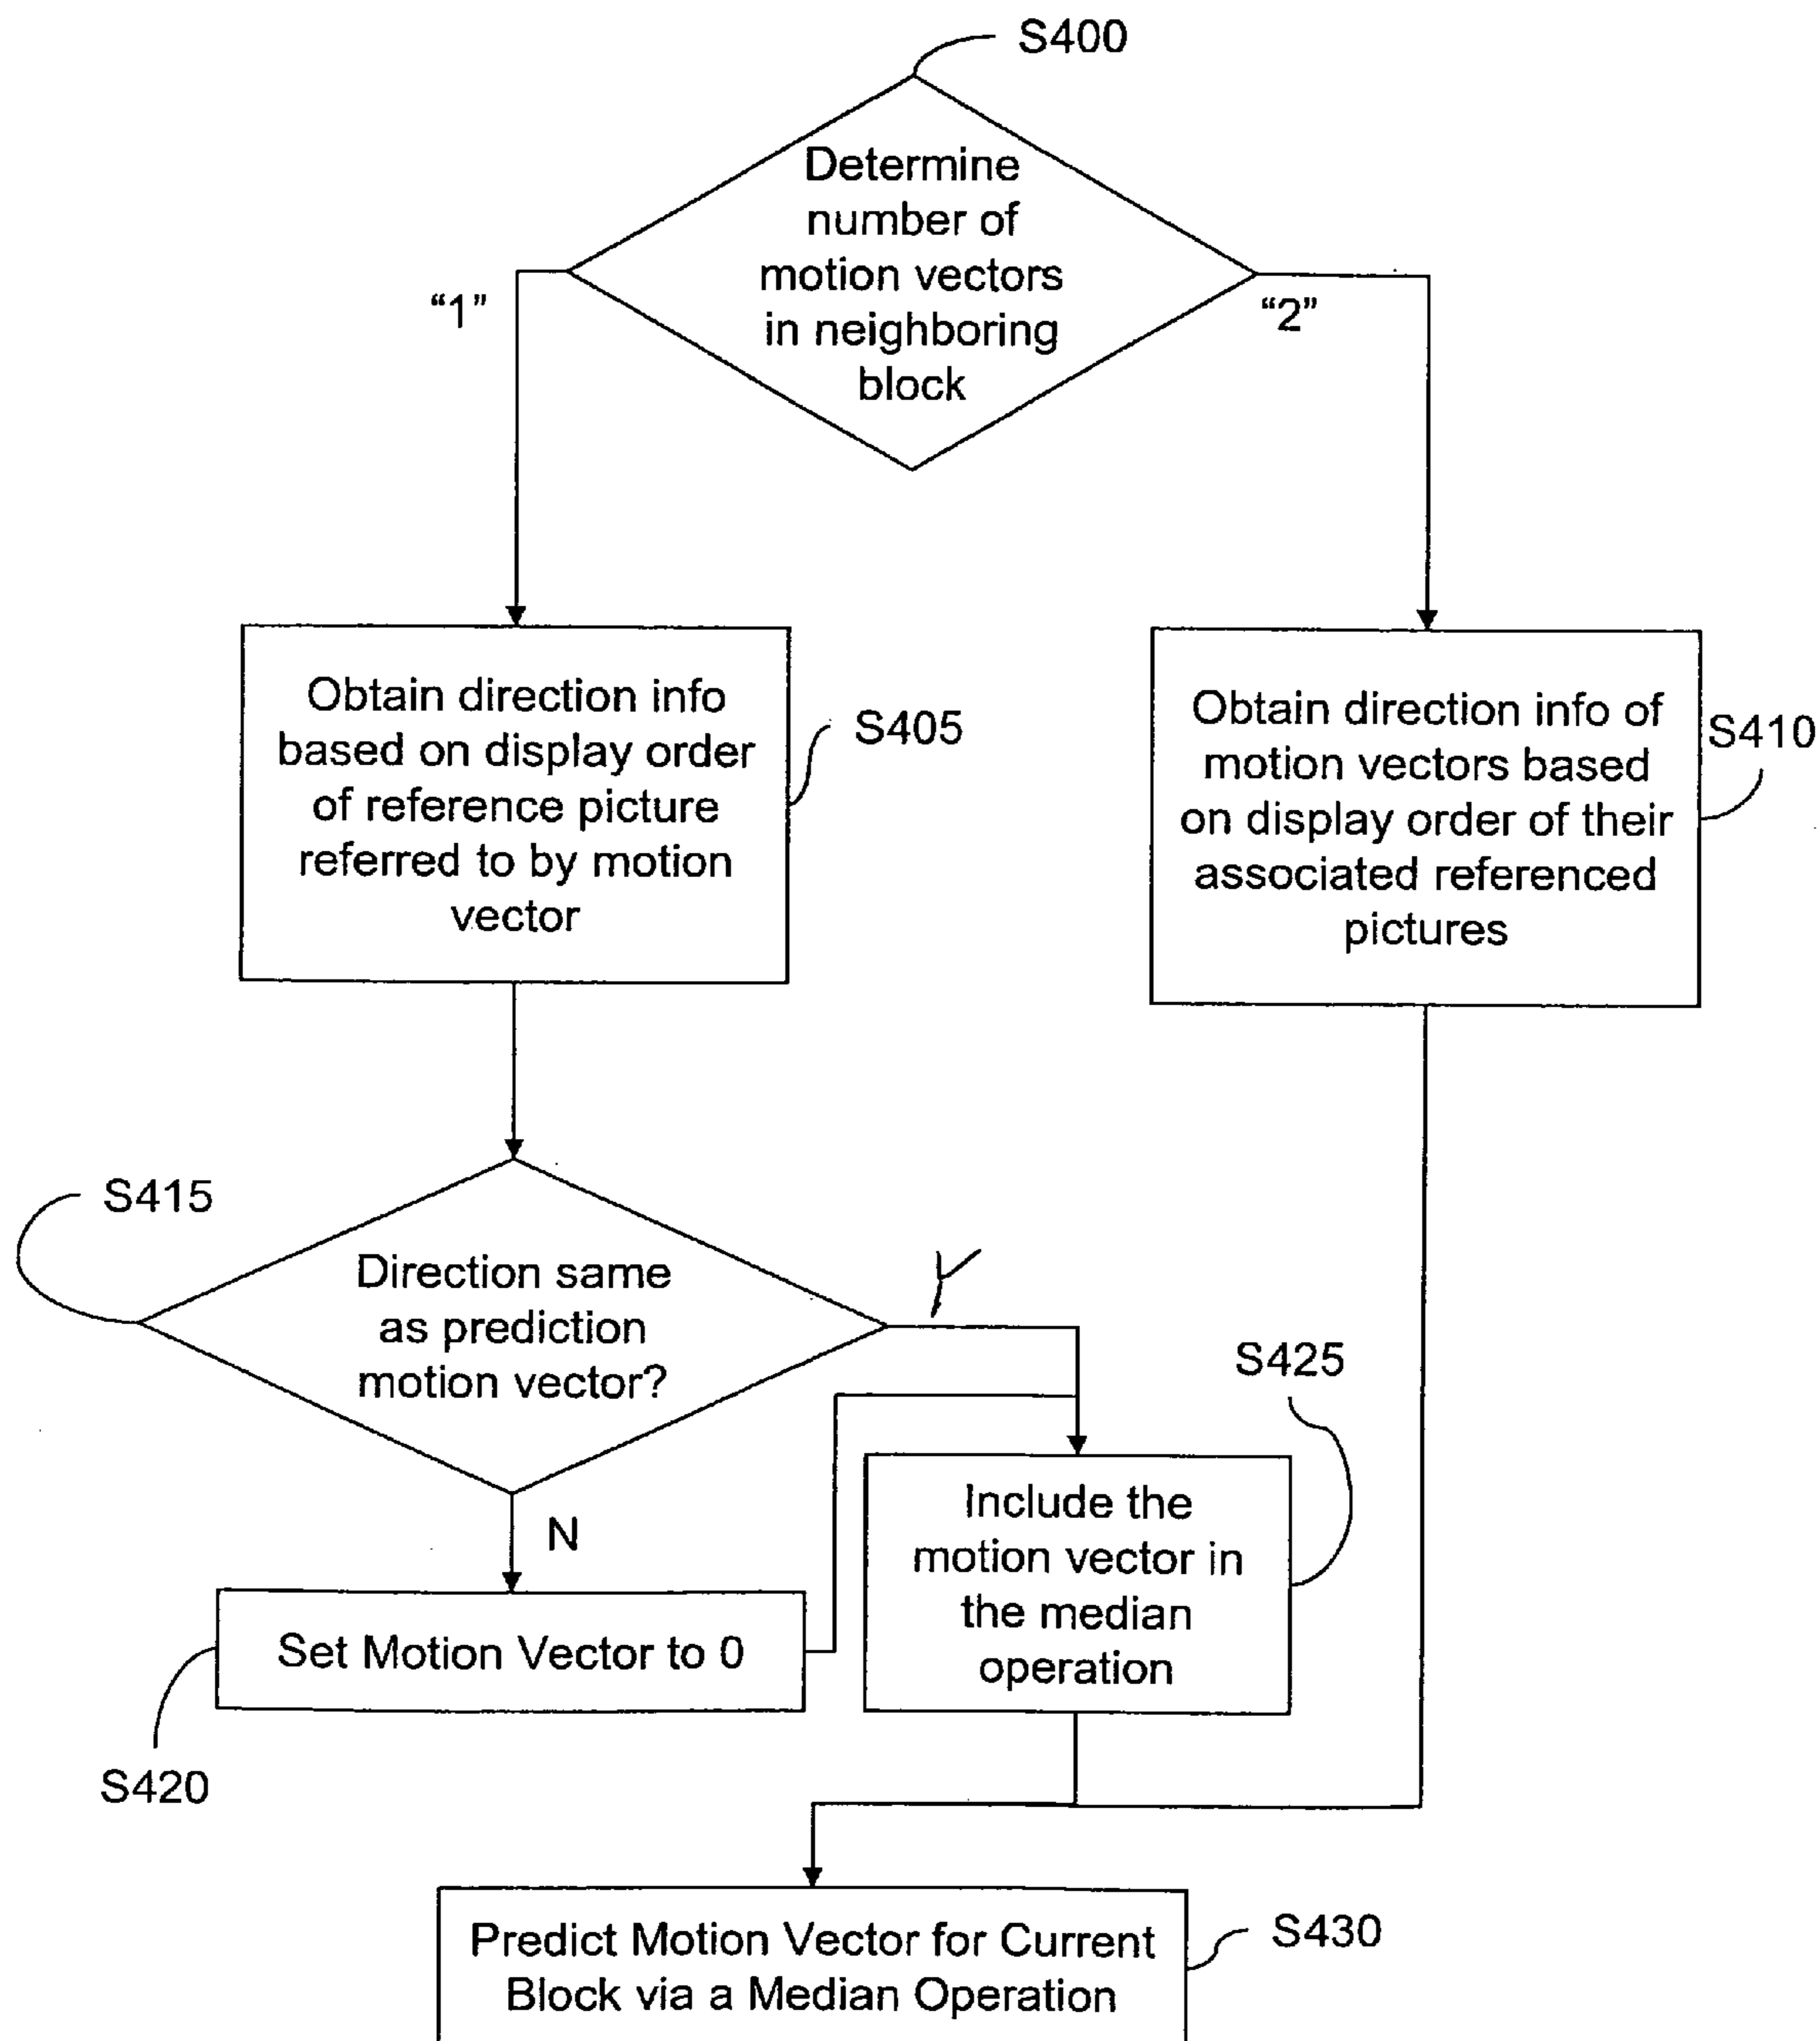 S400
Determine
number of
motion vectors
in neighboring
block
“1”
“2”
Obtain direction info
based on display order
of reference picture
referred to by motion
vector
S405
Obtain direction info of
motion vectors based
on display order of their
associated referenced
pictures
S410
S415
Direction same
as prediction
motion vector?
Y
N
S425
Include the
motion vector in
the median
operation
Set Motion Vector to 0
S420
Predict Motion Vector for Current
Block via a Median Operation
S430